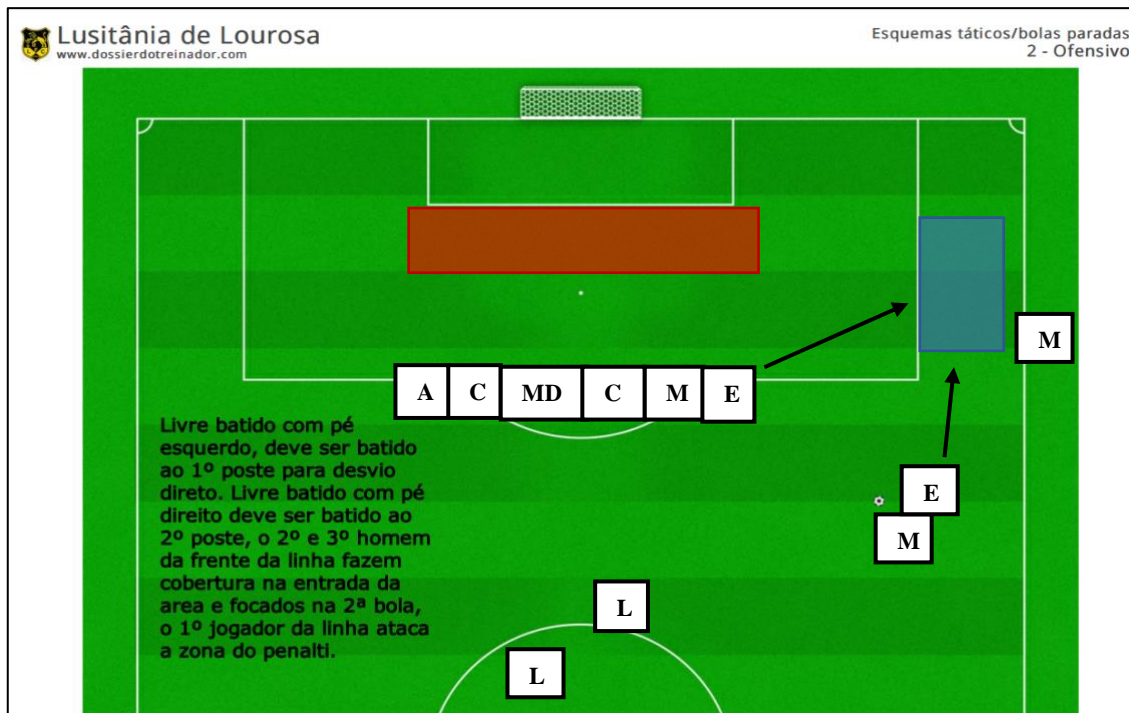 Lusitânia de Lourosa
www.dossierdotreinador.com
Esquemas táticos/bolas paradas
2 - Ofensivo
M
A C MD C M E
Livre batido com pé
esquerdo, deve ser batido
ao 1º poste para desvio
direto. Livre batido com pé
direito deve ser batido ao
2º poste, o 2º e 3º homem
da frente da linha fazem
cobertura na entrada da
area e focados na 2ª bola,
o 1º jogador da linha ataca
a zona do penalti.
E
M
L
L